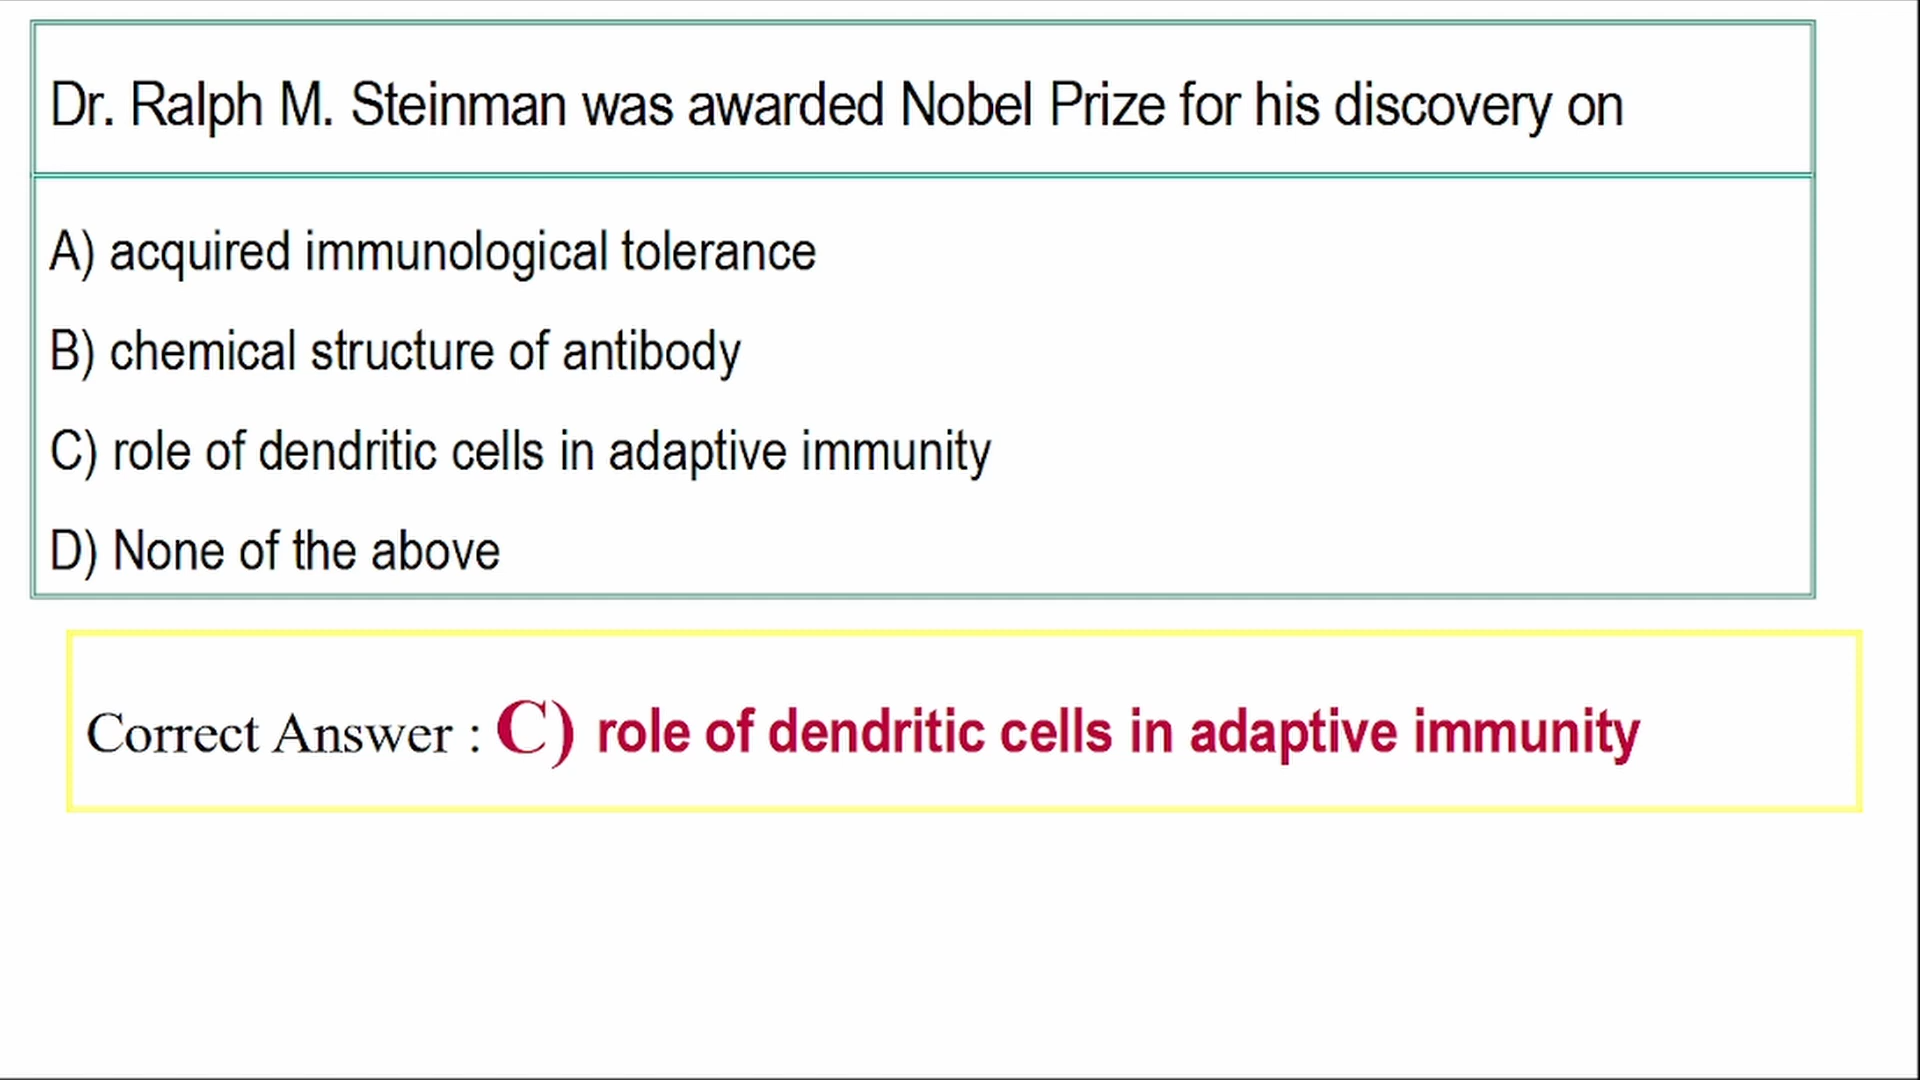 Dr. Ralph M. Steinman was awarded Nobel Prize for his discovery on
A) acquired immunological tolerance
B) chemical structure of antibody
C) role of dendritic cells in adaptive immunity
D) None of the above
Correct Answer : C) role of dendritic cells in adaptive immunity